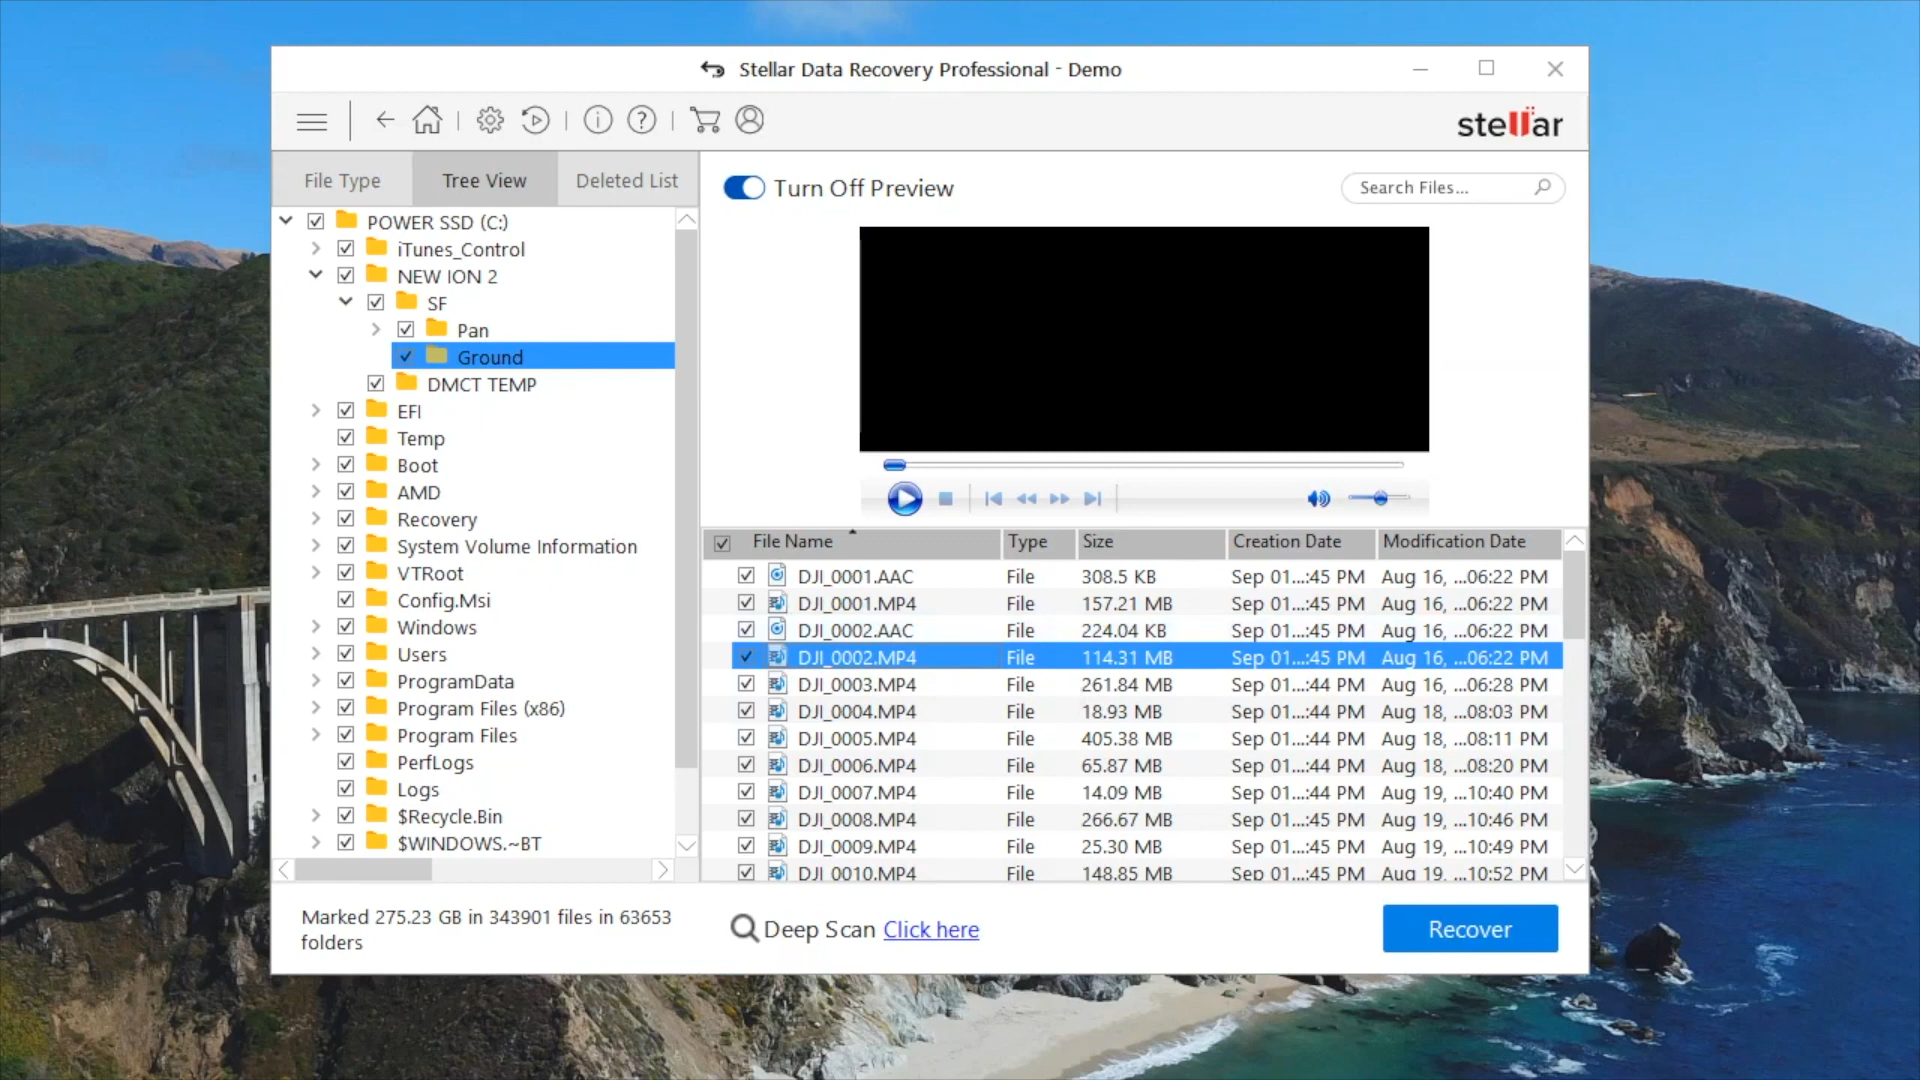 Stellar Data Recovery Professional - Demo
stellar
File Type
Tree View
Deleted List
Turn Off Preview
Search Files...
POWER SSD (C:)
iTunes_Control
NEW ION 2
SF
Pan
Ground
DMCT TEMP
EFI
Temp
Boot
AMD
Recovery
System Volume Information
VTRoot
Config.Msi
Windows
Users
ProgramData
Program Files (x86)
Program Files
PerfLogs
Logs
$Recycle.Bin
$WINDOWS.~BT
File Name Type Size Creation Date Modification Date
DJI_0001.AAC File 308.5 KB Sep 01...:45 PM Aug 16, ...06:22 PM
DJI_0001.MP4 File 157.21 MB Sep 01...:45 PM Aug 16, ...06:22 PM
DJI_0002.AAC File 224.04 KB Sep 01...:45 PM Aug 16, ...06:22 PM
DJI_0002.MP4 File 114.31 MB Sep 01...:45 PM Aug 16, ...06:22 PM
DJI_0003.MP4 File 261.84 MB Sep 01...:44 PM Aug 16, ...06:28 PM
DJI_0004.MP4 File 18.93 MB Sep 01...:44 PM Aug 18, ...08:03 PM
DJI_0005.MP4 File 405.38 MB Sep 01...:44 PM Aug 18, ...08:11 PM
DJI_0006.MP4 File 65.87 MB Sep 01...:44 PM Aug 18, ...08:20 PM
DJI_0007.MP4 File 14.09 MB Sep 01...:44 PM Aug 19, ...10:40 PM
DJI_0008.MP4 File 266.67 MB Sep 01...:44 PM Aug 19, ...10:46 PM
DJI_0009.MP4 File 25.30 MB Sep 01...:45 PM Aug 19, ...10:49 PM
DJI_0010.MP4 File 148.85 MB Sep 01...:45 PM Aug 19, ...10:52 PM
Marked 275.23 GB in 343901 files in 63653
folders
Deep Scan Click here
Recover